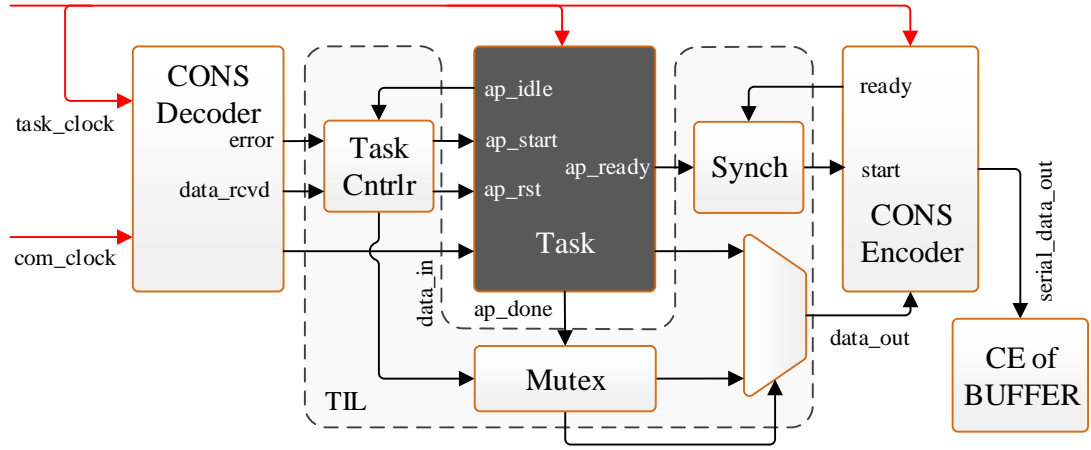 CONS
Decoder
task_clock
error
data_rcvd
com_clock
Task
Cntrlr
data_in
TIL
ap_idle
ap_start
ap_ready
ap_rst
Task
ap_done
Mutex
Synch
ready
start
CONS
Encoder
data_out
serial_data_out
CE of
BUFFER